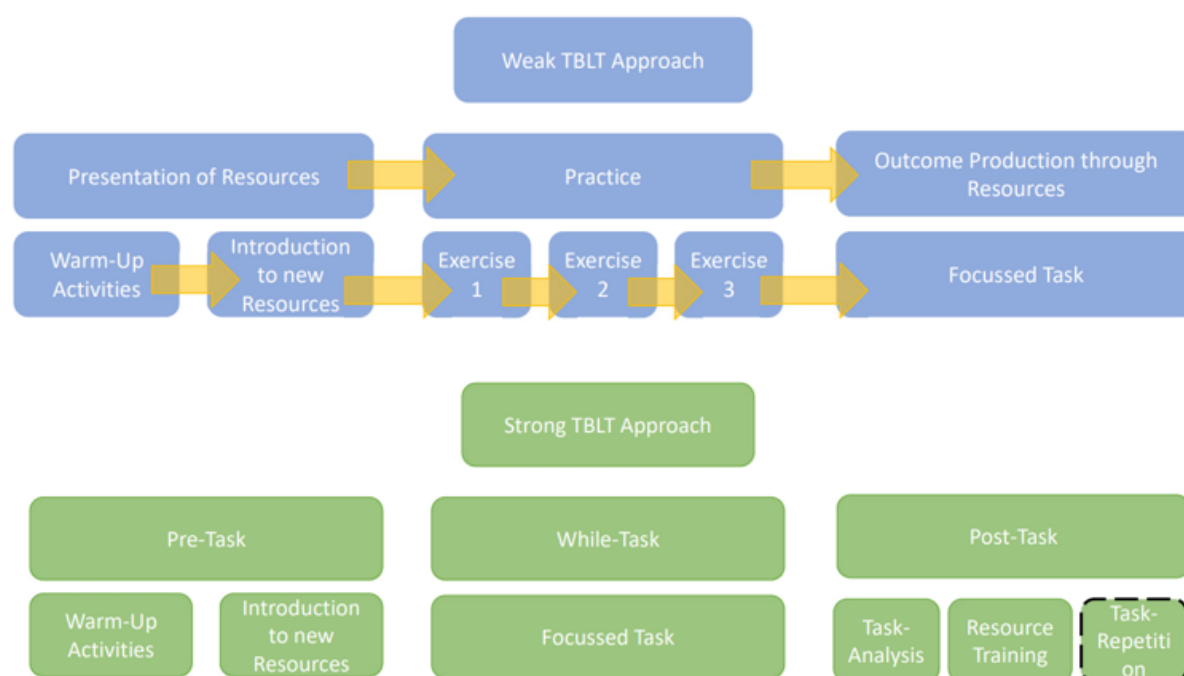 Weak TBLT Approach
Presentation of Resources
Practice
Outcome Production through
Resources
Warm-Up
Activities
Introduction
to new
Resources
Exercise
1
Exercise
2
Exercise
3
Focussed Task
Strong TBLT Approach
Pre-Task
While-Task
Post-Task
Warm-Up
Activities
Introduction
to new
Resources
Focussed Task
Task-
Analysis
Resource
Training
Task-
Repetiti
on